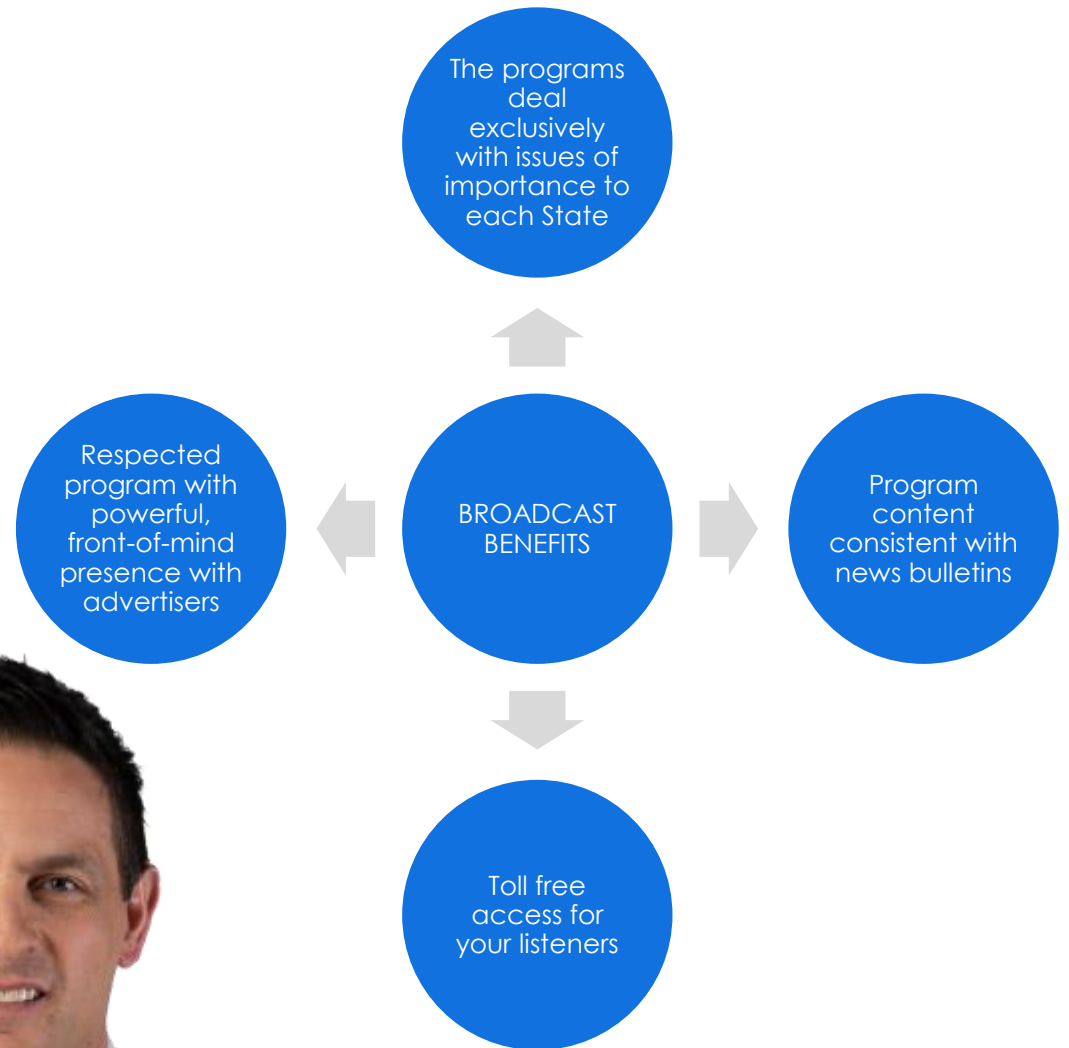 The programs
deal
exclusively
with issues of
importance to
each State
Respected
program with
powerful,
front-of-mind
presence with
advertisers
BROADCAST
BENEFITS
Program
content
consistent with
news bulletins
Toll free
access for
your listeners